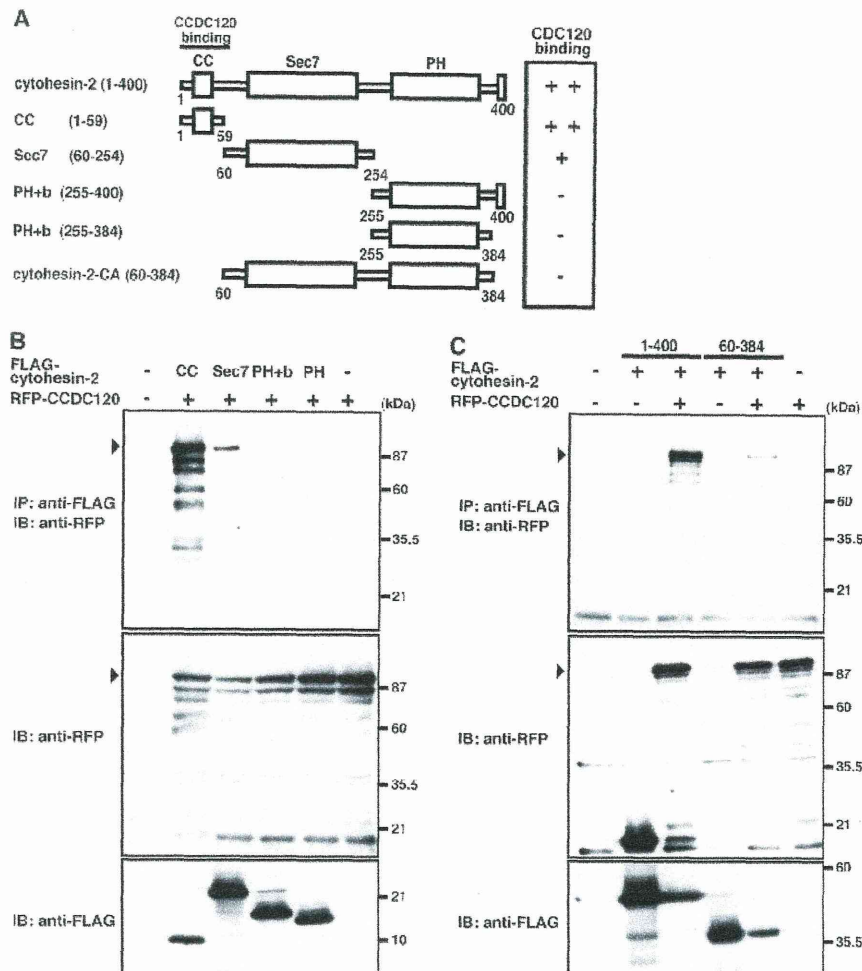 A
CCDC120
binding
CDC120
binding
CC Sec7 PH
cytohesin-2 (1-400) 1 400 + +
CC (1-59) 1 59 + +
Sec7 (60-254) 60 254 +
PH+b (255-400) 255 400 -
PH+b (255-384) 255 384 -
cytohesin-2-CA (60-384) 60 384 -
B
FLAG-
cytohesin-2 - CC Sec7 PH+b PH -
RFP-CCDC120 - + + + + + (kDa)
87
60
IP: anti-FLAG
IB: anti-RFP
35.5
21
87
60
IB: anti-RFP
35.5
21
21
IB: anti-FLAG
10
C
1-400 60-384
FLAG-
cytohesin-2 - + + + + -
RFP-CCDC120 - - + - + + (kDa)
87
60
IP: anti-FLAG
IB: anti-RFP
35.5
21
87
60
IB: anti-RFP
35.5
21
60
IB: anti-FLAG
35.5